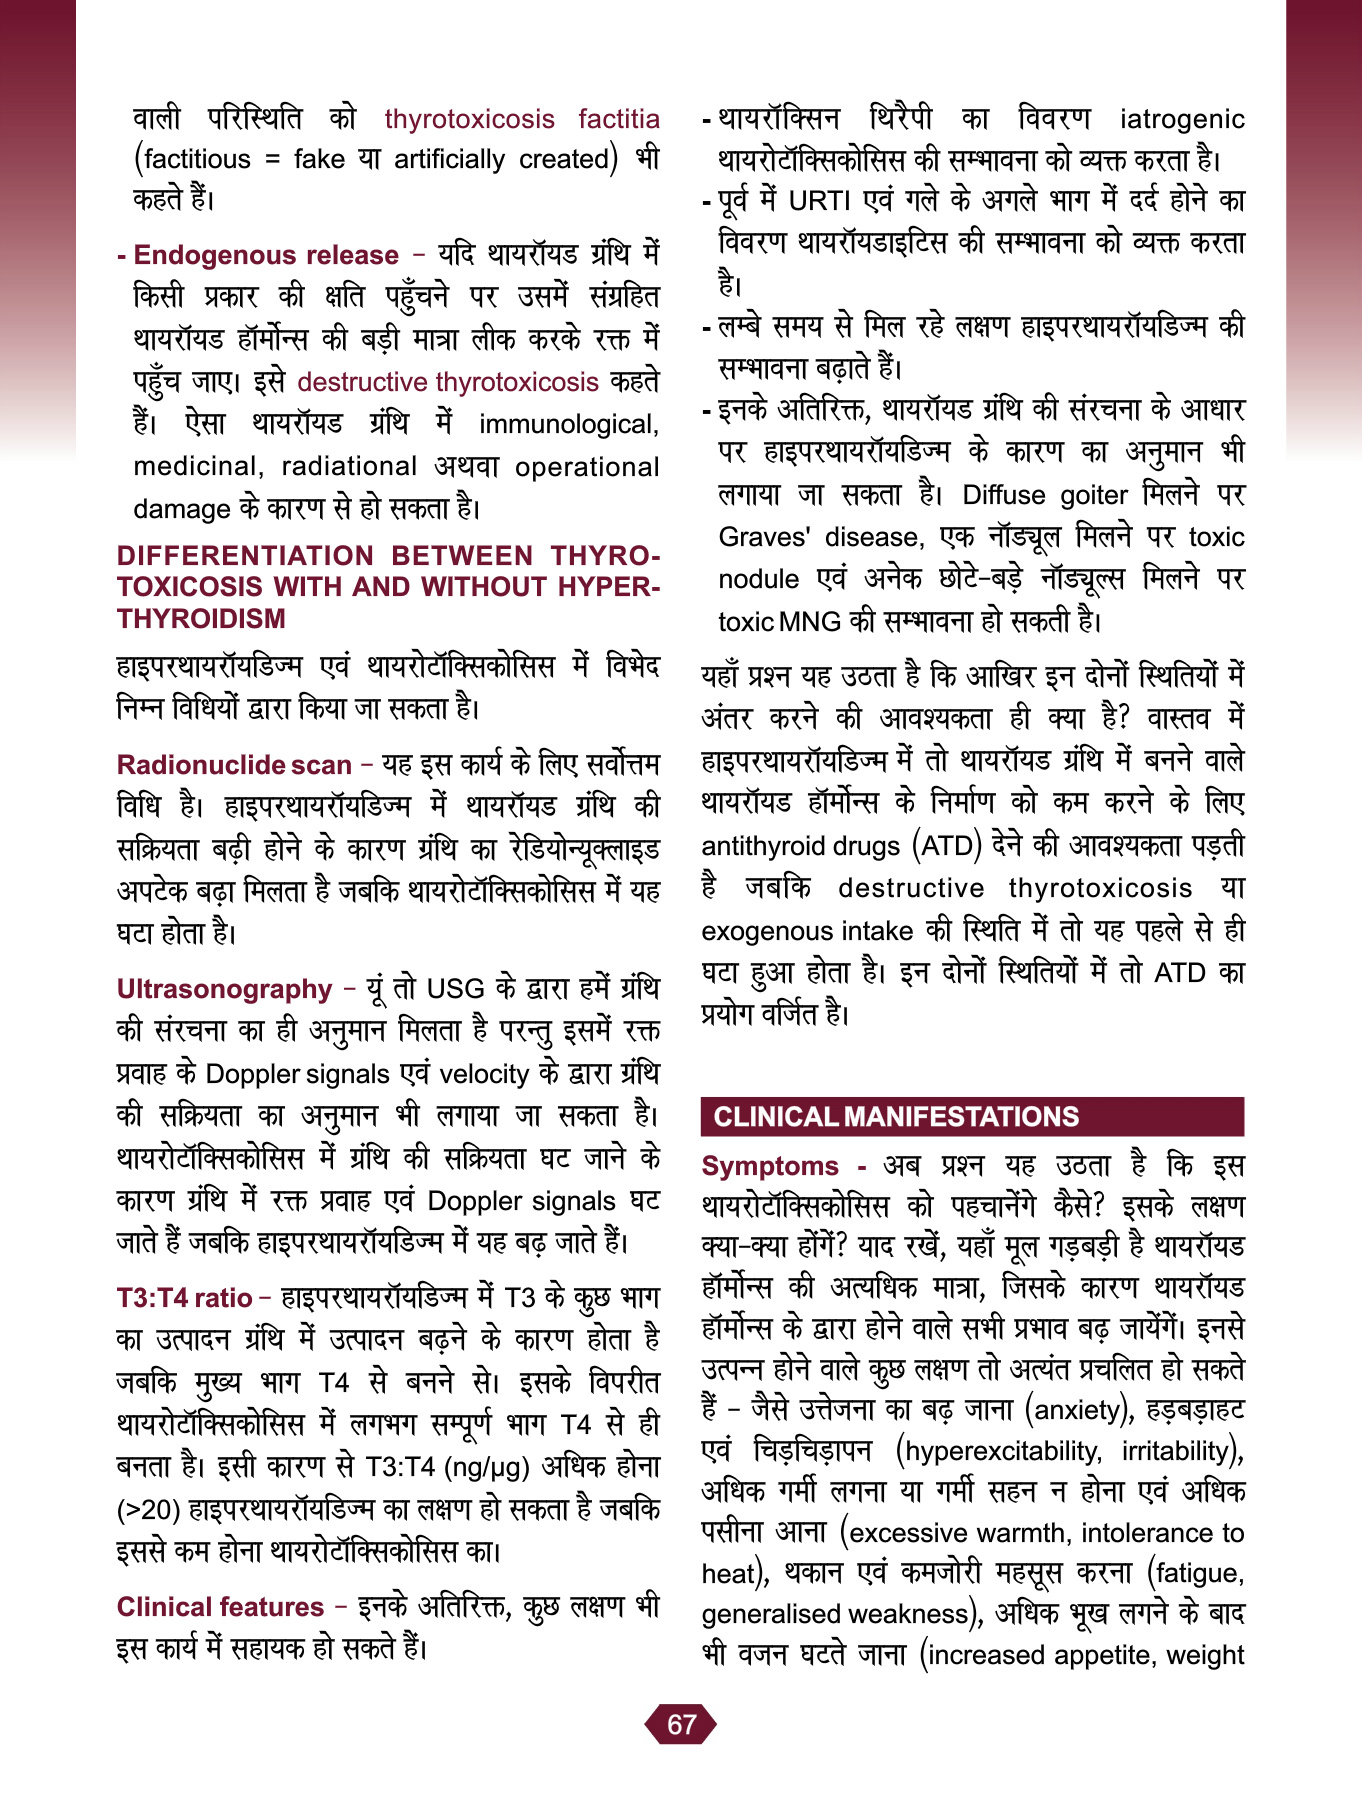 वाली परिस्थिति को thyrotoxicosis factitia
(factitious = fake या artificially created) भी
कहते हैं।
- Endogenous release – यदि थायरॉयड ग्रंथि में
किसी प्रकार की क्षति पहुँचने पर उसमें संग्रहित
थायरॉयड हॉर्मोन्स की बड़ी मात्रा लीक करके रक्त में
पहुँच जाए। इसे destructive thyrotoxicosis कहते
हैं। ऐसा थायरॉयड ग्रंथि में immunological,
medicinal, radiational अथवा operational
damage के कारण से हो सकता है।
DIFFERENTIATION BETWEEN THYRO-
TOXICOSIS WITH AND WITHOUT HYPER-
THYROIDISM
हाइपरथायरॉयडिज्म एवं थायरोटॉक्सिकोसिस में विभेद
निम्न विधियों द्वारा किया जा सकता है।
Radionuclide scan – यह इस कार्य के लिए सर्वोत्तम
विधि है। हाइपरथायरॉयडिज्म में थायरॉयड ग्रंथि की
सक्रियता बढ़ी होने के कारण ग्रंथि का रेडियोन्यूक्लाइड
अपटेक बढ़ा मिलता है जबकि थायरोटॉक्सिकोसिस में यह
घटा होता है।
Ultrasonography – यूं तो USG के द्वारा हमें ग्रंथि
की संरचना का ही अनुमान मिलता है परन्तु इसमें रक्त
प्रवाह के Doppler signals एवं velocity के द्वारा ग्रंथि
की सक्रियता का अनुमान भी लगाया जा सकता है।
थायरोटॉक्सिकोसिस में ग्रंथि की सक्रियता घट जाने के
कारण ग्रंथि में रक्त प्रवाह एवं Doppler signals घट
जाते हैं जबकि हाइपरथायरॉयडिज्म में यह बढ़ जाते हैं।
T3:T4 ratio – हाइपरथायरॉयडिज्म में T3 के कुछ भाग
का उत्पादन ग्रंथि में उत्पादन बढ़ने के कारण होता है
जबकि मुख्य भाग T4 से बनने से। इसके विपरीत
थायरोटॉक्सिकोसिस में लगभग सम्पूर्ण भाग T4 से ही
बनता है। इसी कारण से T3:T4 (ng/µg) अधिक होना
(>20) हाइपरथायरॉयडिज्म का लक्षण हो सकता है जबकि
इससे कम होना थायरोटॉक्सिकोसिस का।
Clinical features – इनके अतिरिक्त, कुछ लक्षण भी
इस कार्य में सहायक हो सकते हैं।
- थायरॉक्सिन थिरैपी का विवरण iatrogenic
थायरोटॉक्सिकोसिस की सम्भावना को व्यक्त करता है।
- पूर्व में URTI एवं गले के अगले भाग में दर्द होने का
विवरण थायरॉयडाइटिस की सम्भावना को व्यक्त करता
है।
- लम्बे समय से मिल रहे लक्षण हाइपरथायरॉयडिज्म की
सम्भावना बढ़ाते हैं।
- इनके अतिरिक्त, थायरॉयड ग्रंथि की संरचना के आधार
पर हाइपरथायरॉयडिज्म के कारण का अनुमान भी
लगाया जा सकता है। Diffuse goiter मिलने पर
Graves' disease, एक नॉड्यूल मिलने पर toxic
nodule एवं अनेक छोटे-बड़े नॉड्यूल्स मिलने पर
toxic MNG की सम्भावना हो सकती है।
यहाँ प्रश्न यह उठता है कि आखिर इन दोनों स्थितियों में
अंतर करने की आवश्यकता ही क्या है? वास्तव में
हाइपरथायरॉयडिज्म में तो थायरॉयड ग्रंथि में बनने वाले
थायरॉयड हॉर्मोन्स के निर्माण को कम करने के लिए
antithyroid drugs (ATD) देने की आवश्यकता पड़ती
है जबकि destructive thyrotoxicosis या
exogenous intake की स्थिति में तो यह पहले से ही
घटा हुआ होता है। इन दोनों स्थितियों में तो ATD का
प्रयोग वर्जित है।
CLINICAL MANIFESTATIONS
Symptoms - अब प्रश्न यह उठता है कि इस
थायरोटॉक्सिकोसिस को पहचानेंगे कैसे? इसके लक्षण
क्या-क्या होंगें? याद रखें, यहाँ मूल गड़बड़ी है थायरॉयड
हॉर्मोन्स की अत्यधिक मात्रा, जिसके कारण थायरॉयड
हॉर्मोन्स के द्वारा होने वाले सभी प्रभाव बढ़ जायेंगें। इनसे
उत्पन्न होने वाले कुछ लक्षण तो अत्यंत प्रचलित हो सकते
हैं – जैसे उत्तेजना का बढ़ जाना (anxiety), हड़बड़ाहट
एवं चिड़चिड़ापन (hyperexcitability, irritability),
अधिक गर्मी लगना या गर्मी सहन न होना एवं अधिक
पसीना आना (excessive warmth, intolerance to
heat), थकान एवं कमजोरी महसूस करना (fatigue,
generalised weakness), अधिक भूख लगने के बाद
भी वजन घटते जाना (increased appetite, weight
67